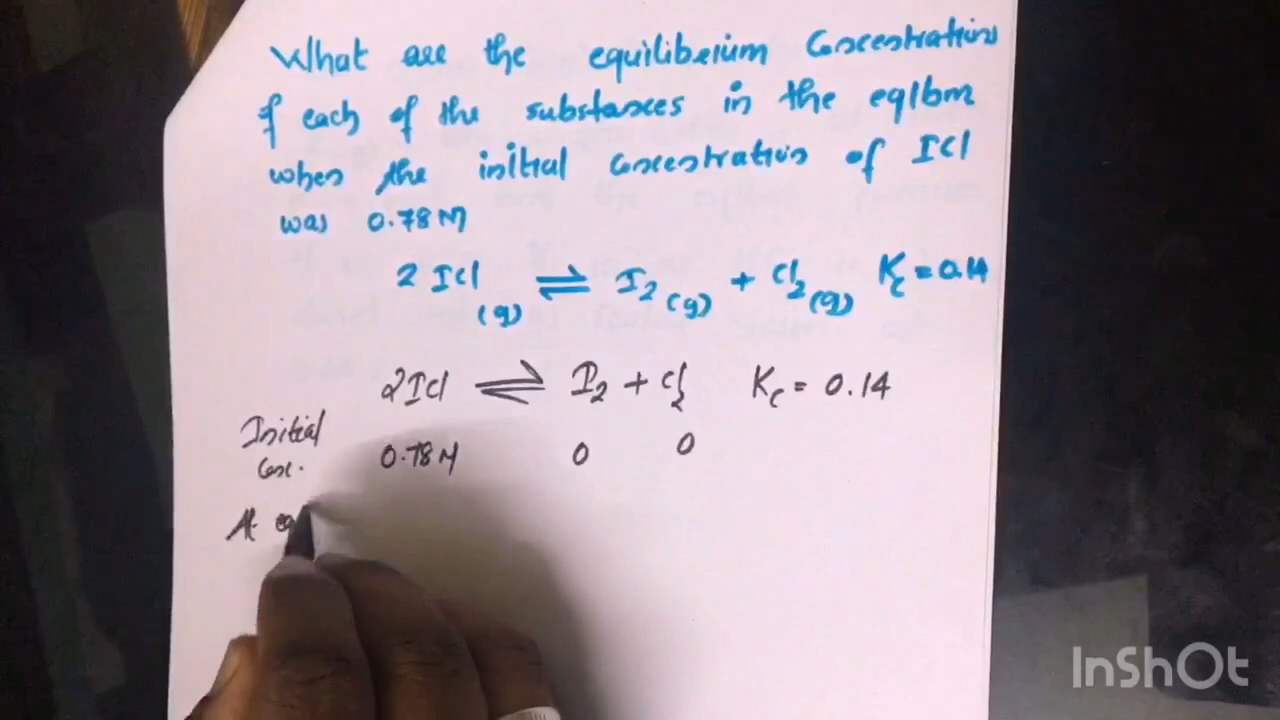 What are the equilibrium Concentrations
of each of the substances in the eqlbm
when the initial concentration of ICl
was 0.78M
2 ICl (g) ⇌ I2 (g) + Cl2 (g) Kc = 0.14
2ICl ⇌ I2 + Cl2 Kc = 0.14
Initial
Conc. 0.78M 0 0
At
InShOt